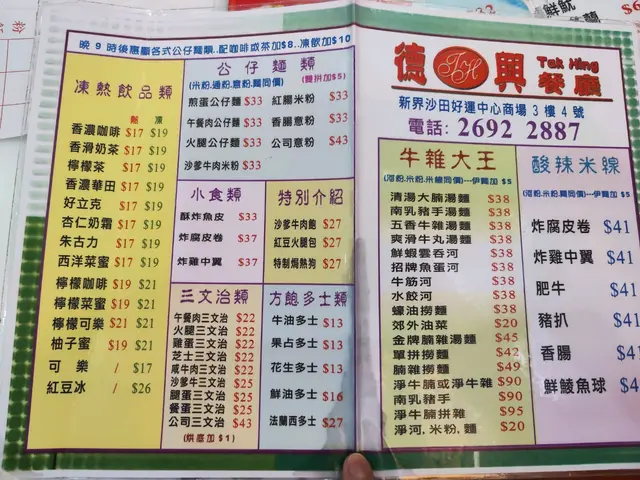 晚 9 時後惠顧各式公仔麵類..配咖啡或茶加$8..凍飲加$10
凍熱飲品類
熱 凍
香濃咖啡 $17 $19
香滑奶茶 $17 $19
檸檬茶 $17 $19
香濃華田 $17 $19
好立克 $17 $19
杏仁奶霜 $17 $19
朱古力 $17 $19
西洋菜蜜 $17 $19
檸檬咖啡 $19 $21
檸檬菜蜜 $19 $21
檸檬可樂 $21 $21
柚子蜜 $19 $21
可 樂 / $17
紅豆冰 / $26
公仔麵類
(米粉,通粉,意粉,麵同價) (雙拼加$5)
煎蛋公仔麵 $33 紅腸米粉 $33
午餐肉公仔麵 $33 香腸意粉 $33
火腿公仔麵 $33 公司意粉 $43
沙爹牛肉米粉 $33
小食類
酥炸魚皮 $33
炸腐皮卷 $37
炸雞中翼 $37
特別介紹
沙爹牛肉飽 $27
紅豆火腿包 $27
特制焗熱狗 $27
三文治類
午餐肉三文治 $22
火腿三文治 $22
雞蛋三文治 $22
芝士三文治 $22
咸牛肉三文治 $22
沙爹牛三文治 $25
腿蛋三文治 $25
餐蛋三文治 $25
公司三文治 $43
(烘底加 $1)
方飽多士類
牛油多士 $13
果占多士 $13
花生多士 $13
鮮油多士 $16
法蘭西多士 $27
德興餐廳
TH
Tak Hing
新界沙田好運中心商場 3 樓 4 號
電話: 2692 2887
牛雜大王
(河粉,米粉,米線同價)---伊麵加 $5
清湯大腩湯麵 $38
南乳豬手湯麵 $38
五香牛雜湯麵 $38
爽滑牛丸湯麵 $38
鮮蝦雲吞河 $38
招牌魚蛋河 $38
牛筋河 $38
水餃河 $38
蠔油撈麵 $38
郊外油菜 $20
金牌腩雜湯麵 $45
單拼撈麵 $42
腩雜撈麵 $49
淨牛腩或淨牛雜 $90
南乳豬手 $90
淨牛腩拼雜 $95
淨河, 米粉, 麵 $20
酸辣米線
(河粉,米粉,麵同價)---伊麵加 $5
炸腐皮卷 $41
炸雞中翼 $41
肥牛 $41
豬扒 $41
香腸 $41
鮮鯪魚球